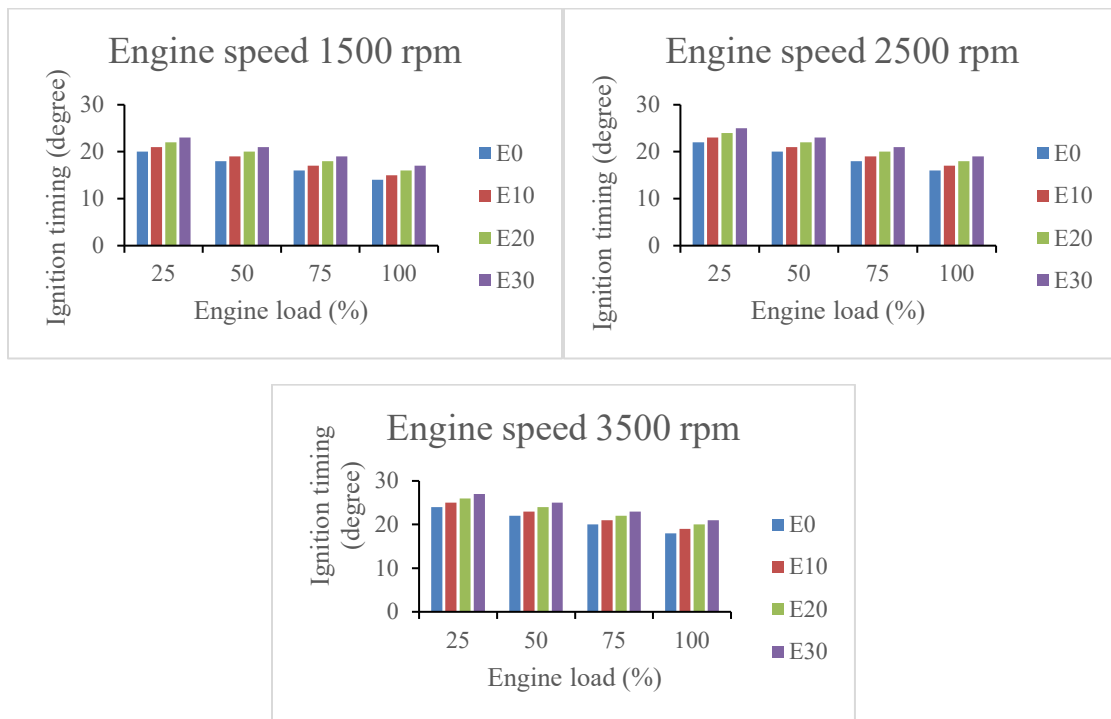 Engine speed 1500 rpm
Ignition timing (degree)
30
20
10
0
25 50 75 100
Engine load (%)
E0
E10
E20
E30
Engine speed 2500 rpm
Ignition timing (degree)
30
20
10
0
25 50 75 100
Engine load (%)
E0
E10
E20
E30
Engine speed 3500 rpm
Ignition timing
(degree)
30
20
10
0
25 50 75 100
Engine load (%)
E0
E10
E20
E30